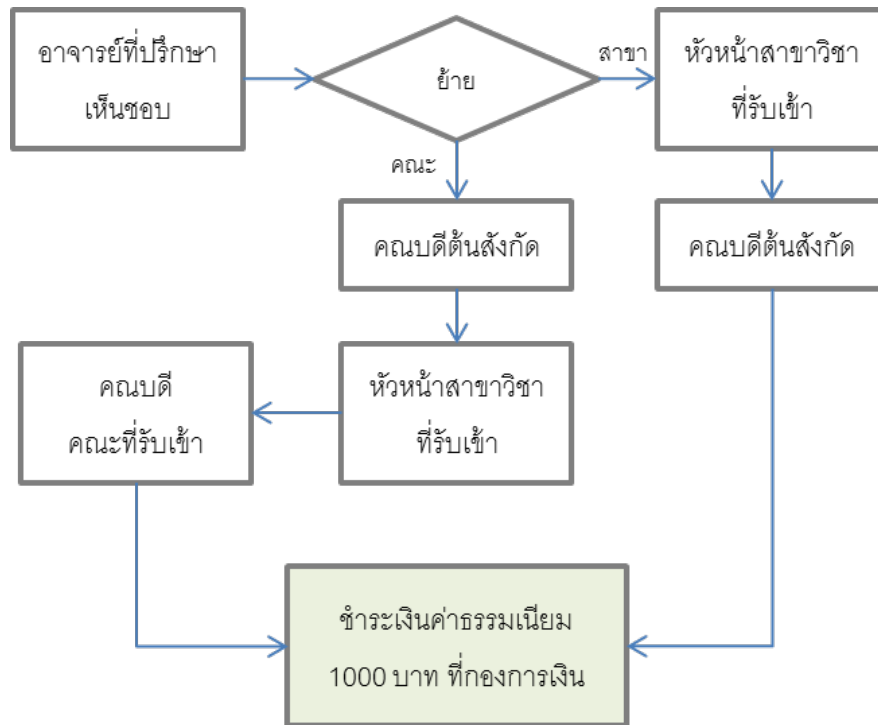 อาจารย์ที่ปรึกษา
เห็นชอบ
ย้าย
สาขา
หัวหน้าสาขาวิชา
ที่รับเข้า
คณะ
คณบดีต้นสังกัด
คณบดีต้นสังกัด
คณบดี
คณะที่รับเข้า
หัวหน้าสาขาวิชา
ที่รับเข้า
ชำระเงินค่าธรรมเนียม
1000 บาท ที่กองการเงิน